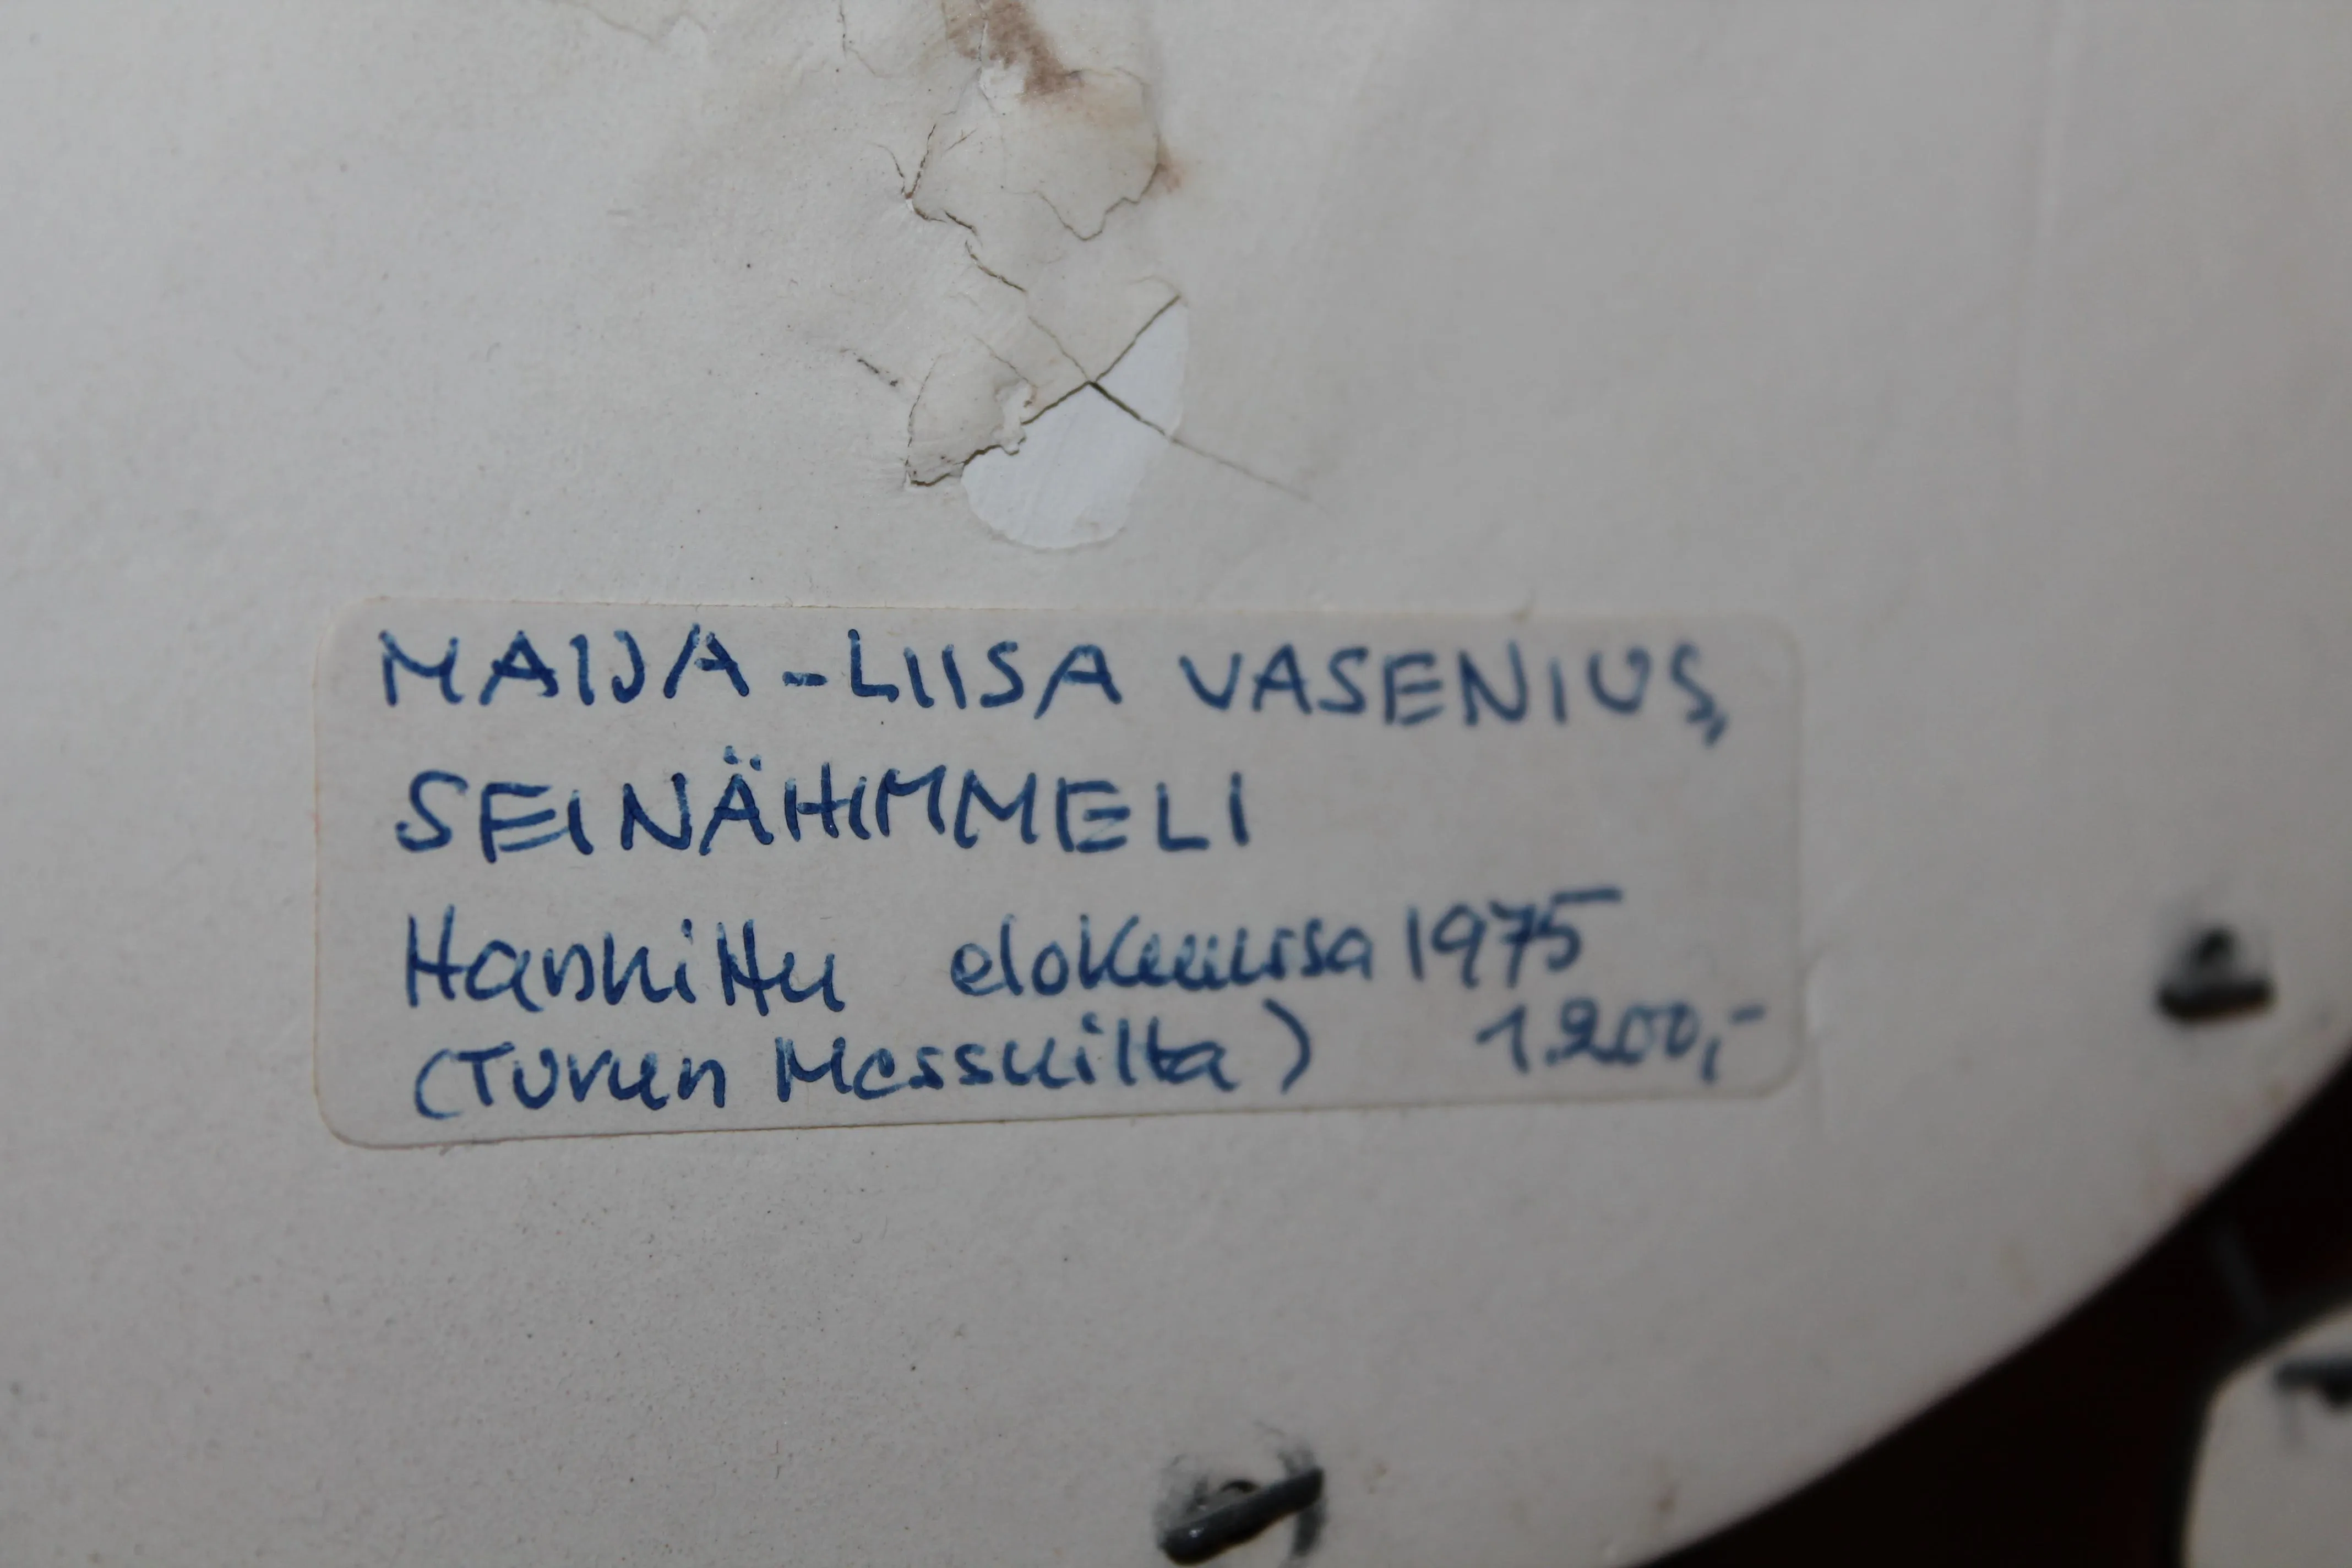 MAIJA-LIISA VASENIUS,
SEINÄHIMMELI
Hankittu elokuussa 1975
(Turun Messuilta) 1.200,-